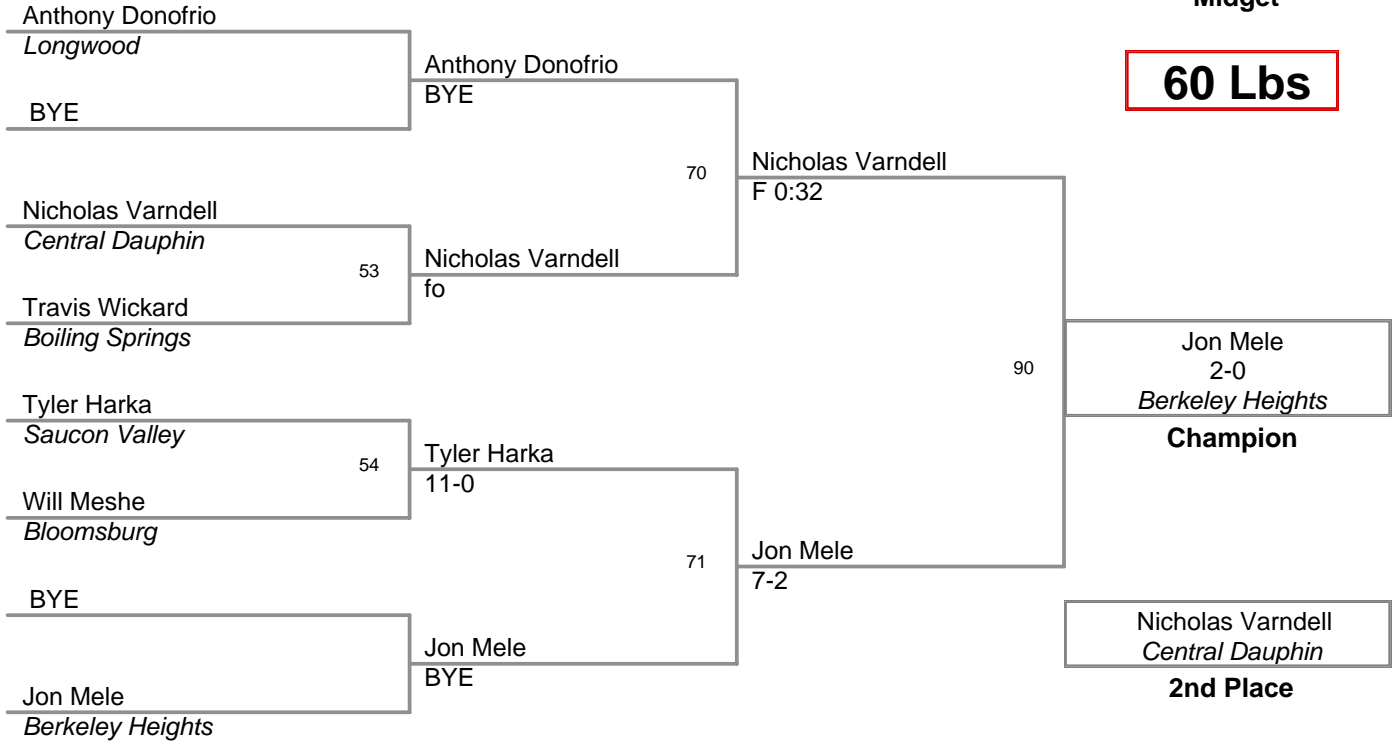 Midget
60 Lbs
Anthony Donofrio
Longwood
BYE
Nicholas Varndell
Central Dauphin
53
Travis Wickard
Boiling Springs
Tyler Harka
Saucon Valley
54
Will Meshe
Bloomsburg
BYE
Jon Mele
Berkeley Heights
Anthony Donofrio
BYE
70
Nicholas Varndell
fo
Tyler Harka
11-0
71
Jon Mele
BYE
Nicholas Varndell
F 0:32
90
Jon Mele
7-2
Jon Mele
2-0
Berkeley Heights
Champion
Nicholas Varndell
Central Dauphin
2nd Place